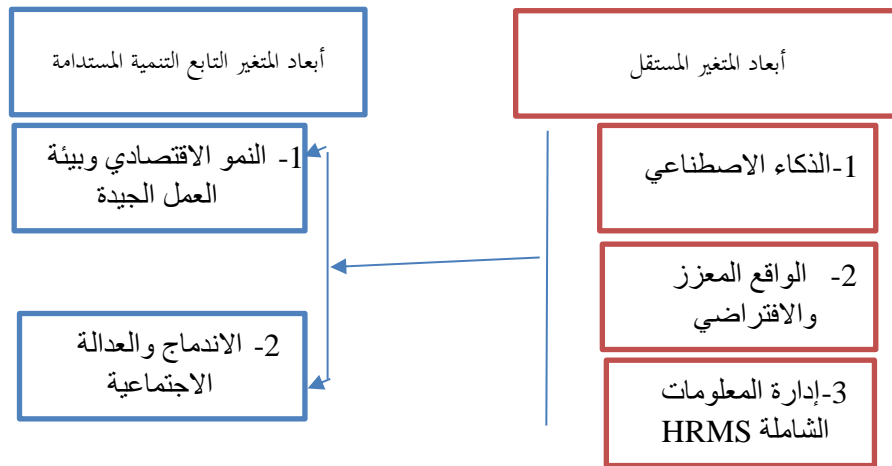 أبعاد المتغير المستقل
1-الذكاء الاصطناعي
2- الواقع المعزز
والافتراضي
3-إدارة المعلومات
الشاملة HRMS
أبعاد المتغير التابع التنمية المستدامة
1- النمو الاقتصادي وبيئة
العمل الجيدة
2- الاندماج والعدالة
الاجتماعية